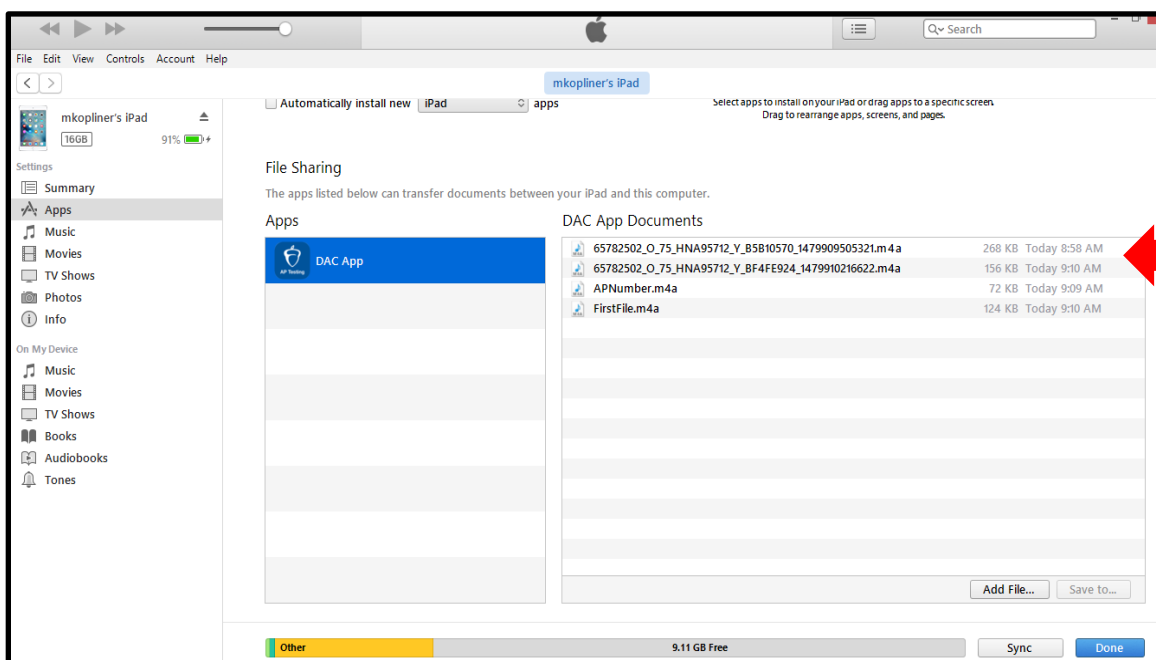 Search
File Edit View Controls Account Help
mkopliner's iPad
mkopliner's iPad
16GB 91%
Automatically install new iPad apps
Select apps to install on your iPad or drag apps to a specific screen.
Drag to rearrange apps, screens, and pages.
Settings
Summary
Apps
Music
Movies
TV Shows
Photos
Info
On My Device
Music
Movies
TV Shows
Books
Audiobooks
Tones
File Sharing
The apps listed below can transfer documents between your iPad and this computer.
Apps
AP Testing
DAC App
DAC App Documents
65782502_O_75_HNA95712_Y_B5B10570_1479909505321.m4a 268 KB Today 8:58 AM
65782502_O_75_HNA95712_Y_BF4FE924_1479910216622.m4a 156 KB Today 9:10 AM
APNumber.m4a 72 KB Today 9:09 AM
FirstFile.m4a 124 KB Today 9:10 AM
Add File... Save to...
Other 9.11 GB Free Sync Done